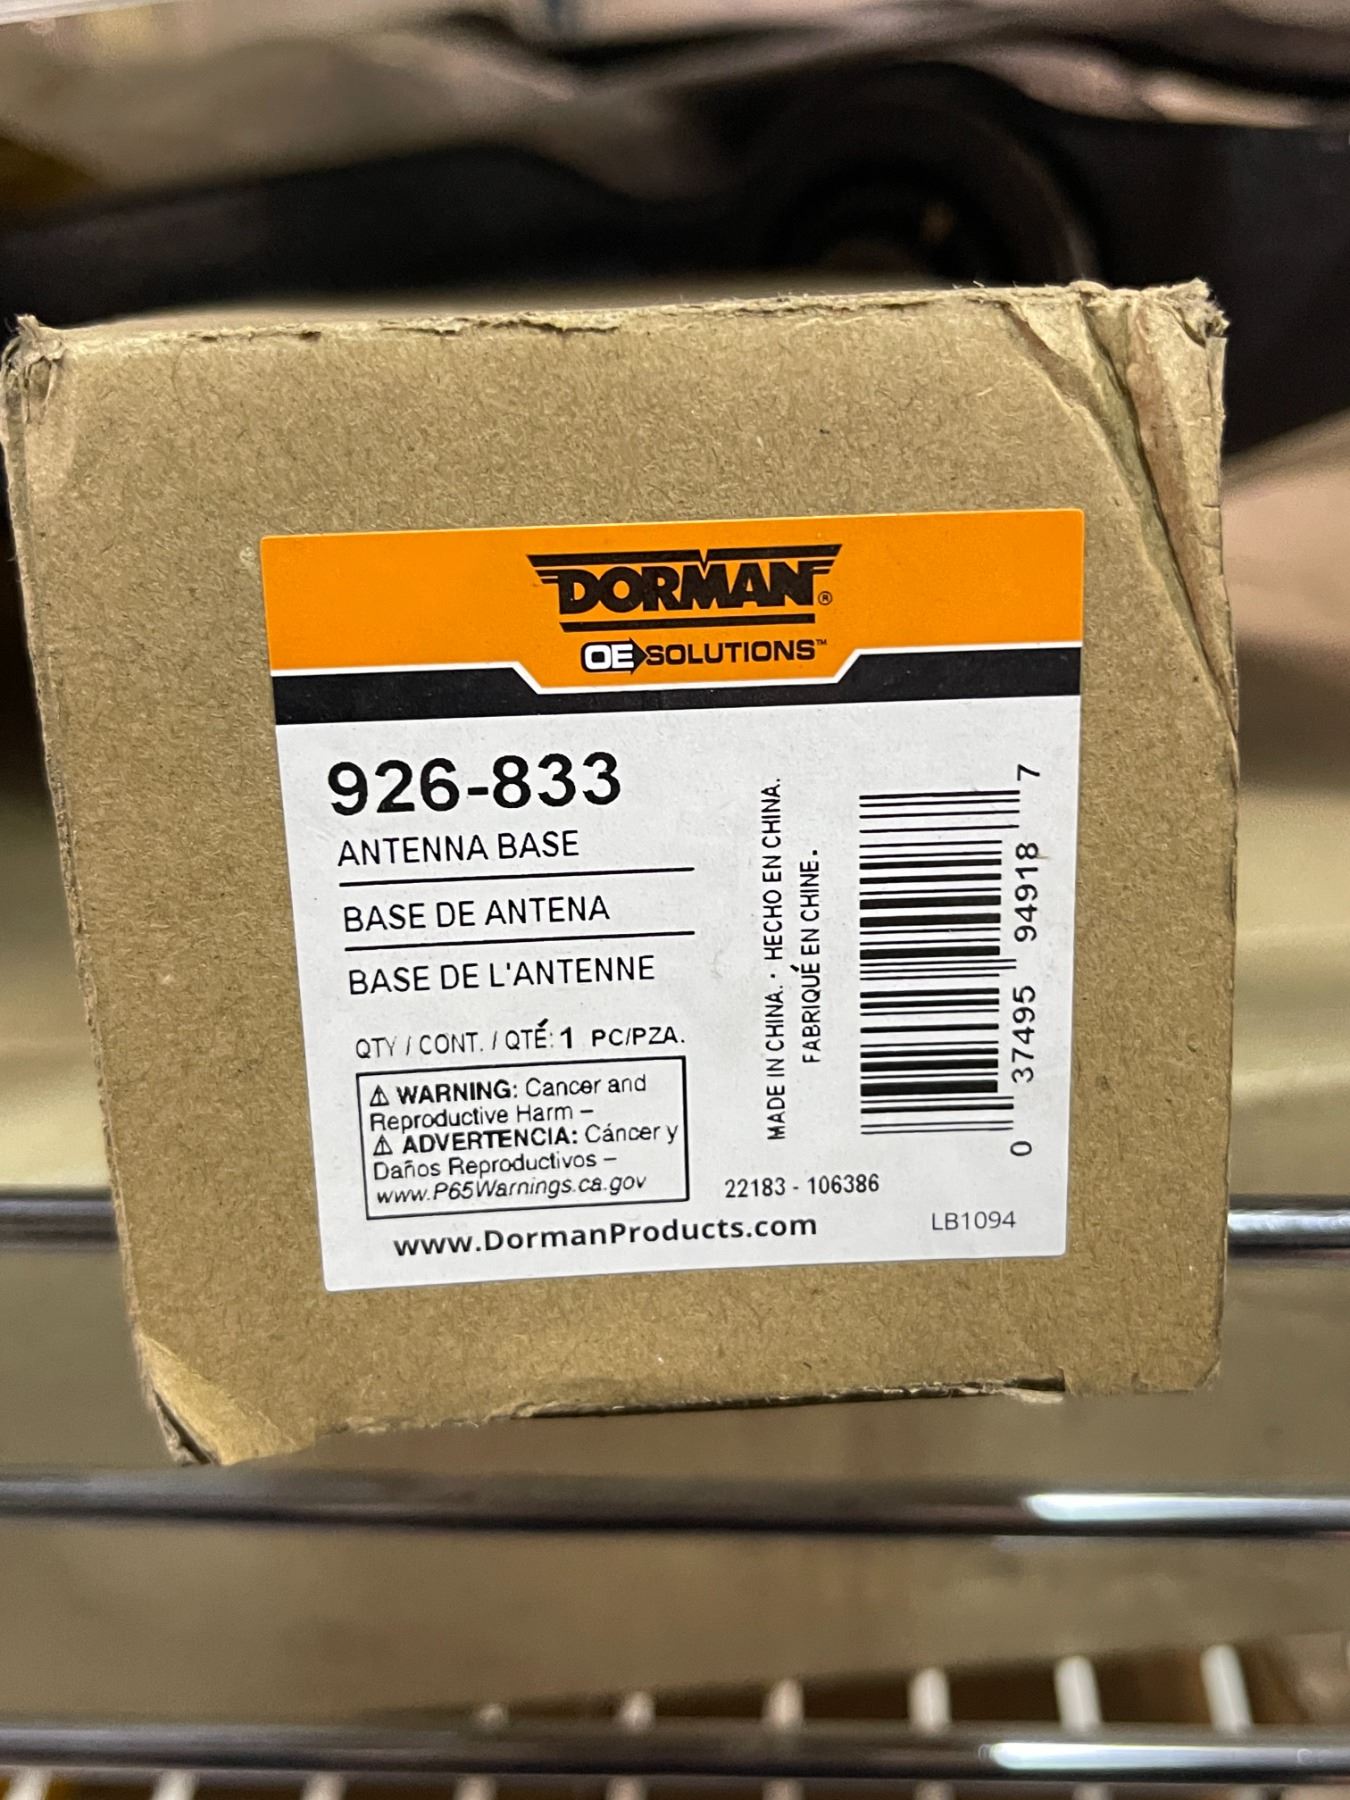 DORMAN®
OE SOLUTIONS™
926-833
ANTENNA BASE
BASE DE ANTENA
BASE DE L'ANTENNE
QTY / CONT. / QTÉ: 1 PC/PZA.
⚠ WARNING: Cancer and
Reproductive Harm –
⚠ ADVERTENCIA: Cáncer y
Daños Reproductivos –
www.P65Warnings.ca.gov
www.DormanProducts.com
MADE IN CHINA. · HECHO EN CHINA.
FABRIQUÉ EN CHINE.
0 37495 94918 7
22183 - 106386
LB1094